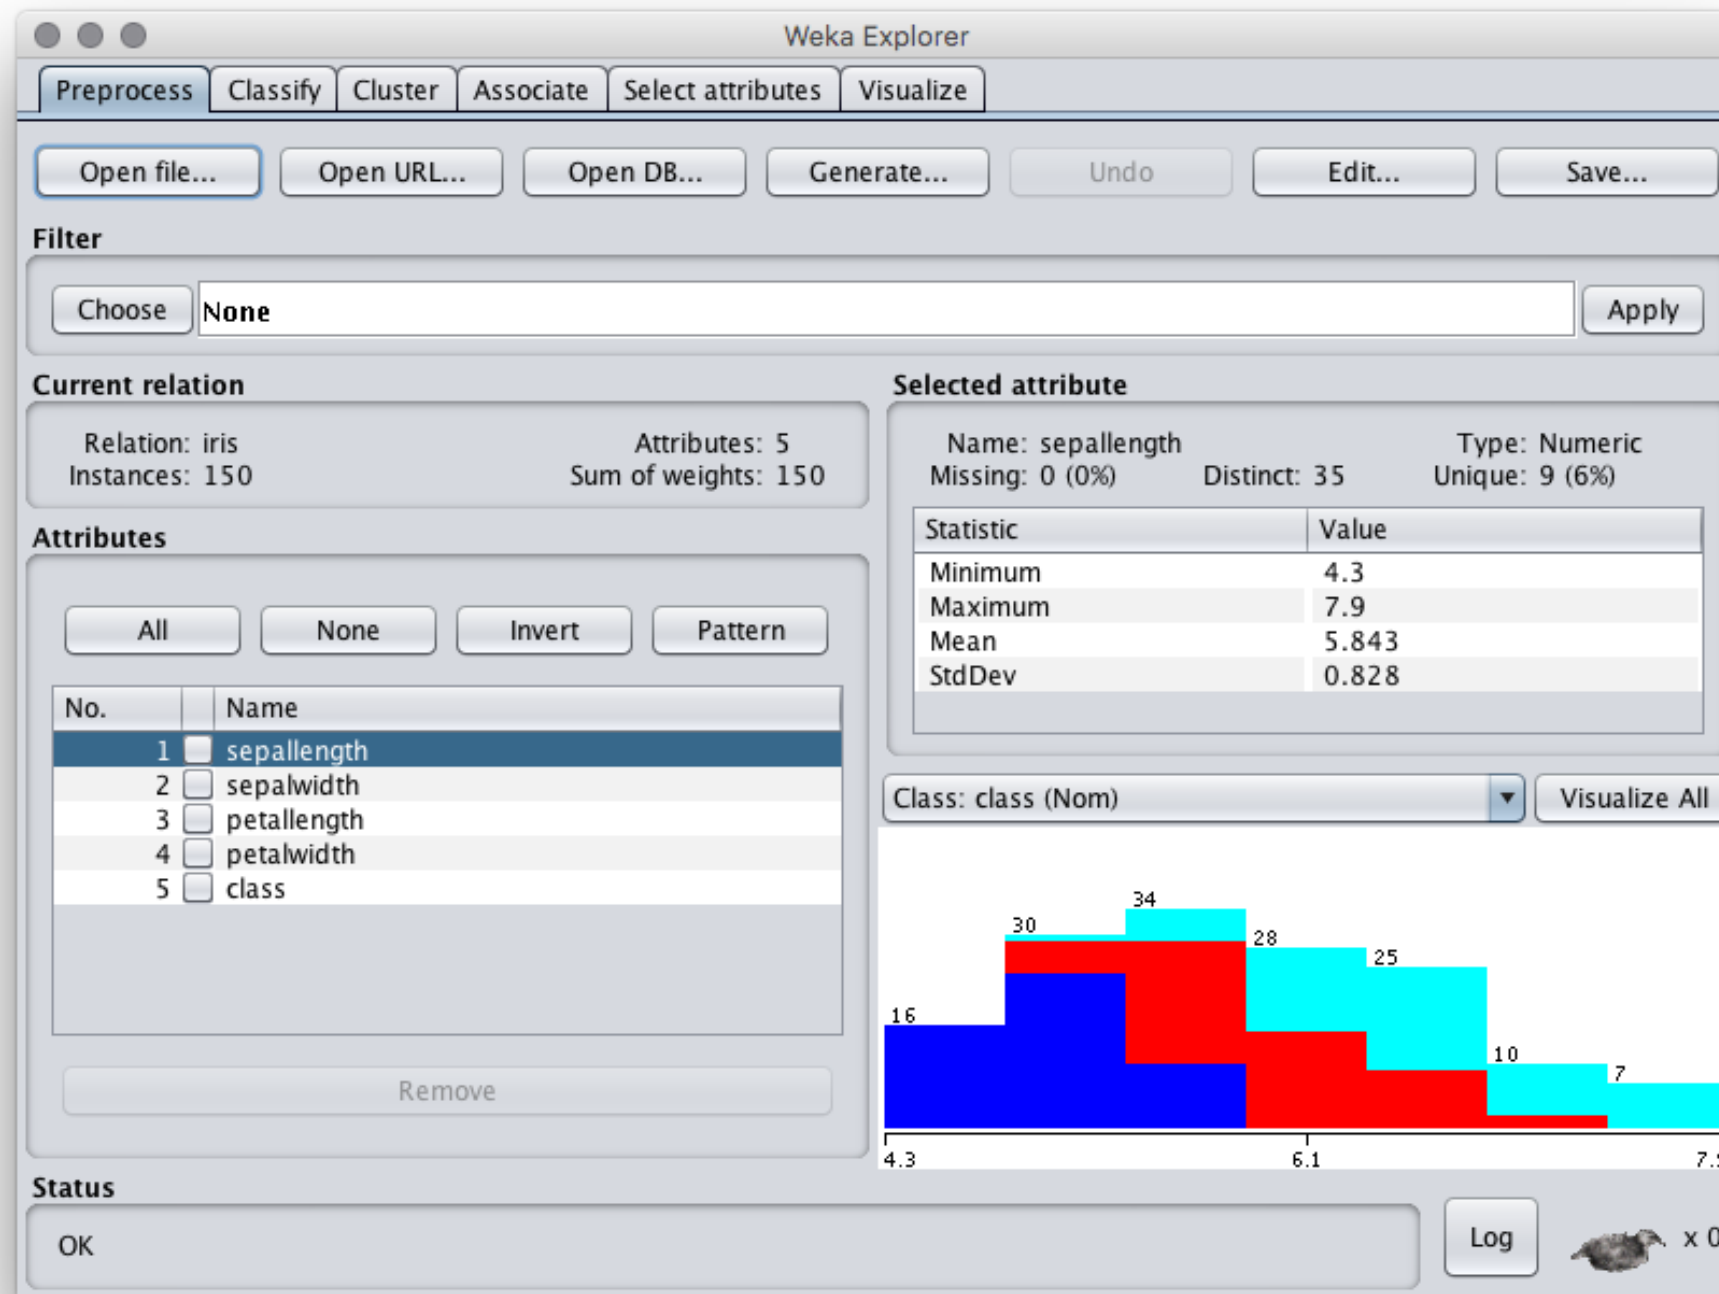 Weka Explorer
Preprocess Classify Cluster Associate Select attributes Visualize
Open file... Open URL... Open DB... Generate... Undo Edit... Save...
Filter
Choose None Apply
Current relation
Relation: iris Attributes: 5
Instances: 150 Sum of weights: 150
Selected attribute
Name: sepallength Type: Numeric
Missing: 0 (0%) Distinct: 35 Unique: 9 (6%)
Statistic Value
Minimum 4.3
Maximum 7.9
Mean 5.843
StdDev 0.828
Attributes
All None Invert Pattern
No. Name
1 sepallength
2 sepalwidth
3 petallength
4 petalwidth
5 class
Remove
Class: class (Nom) Visualize All
16 30 34 28 25 10 7
4.3 6.1
Status
OK
Log x 0